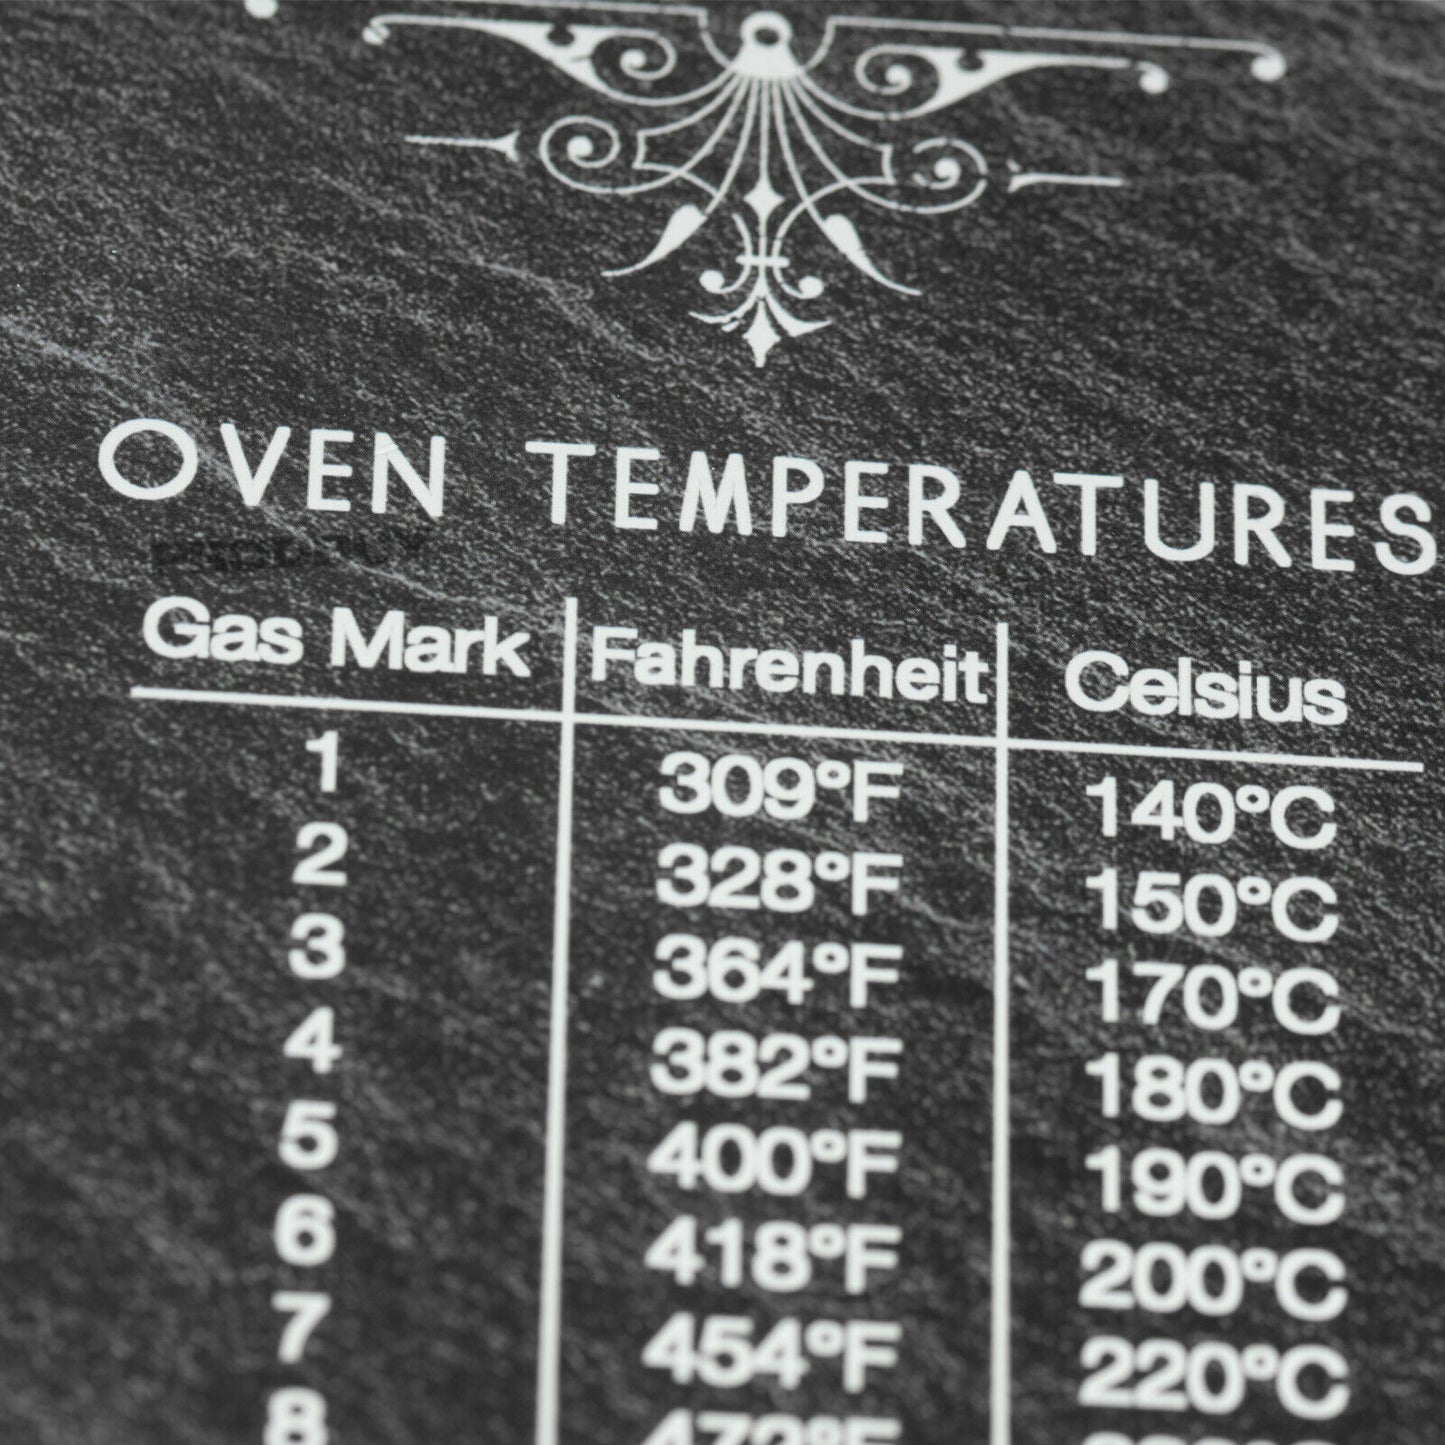 OVEN TEMPERATURES
Gas Mark Fahrenheit Celsius
1 309°F 140°C
2 328°F 150°C
3 364°F 170°C
4 382°F 180°C
5 400°F 190°C
6 418°F 200°C
7 454°F 220°C
8